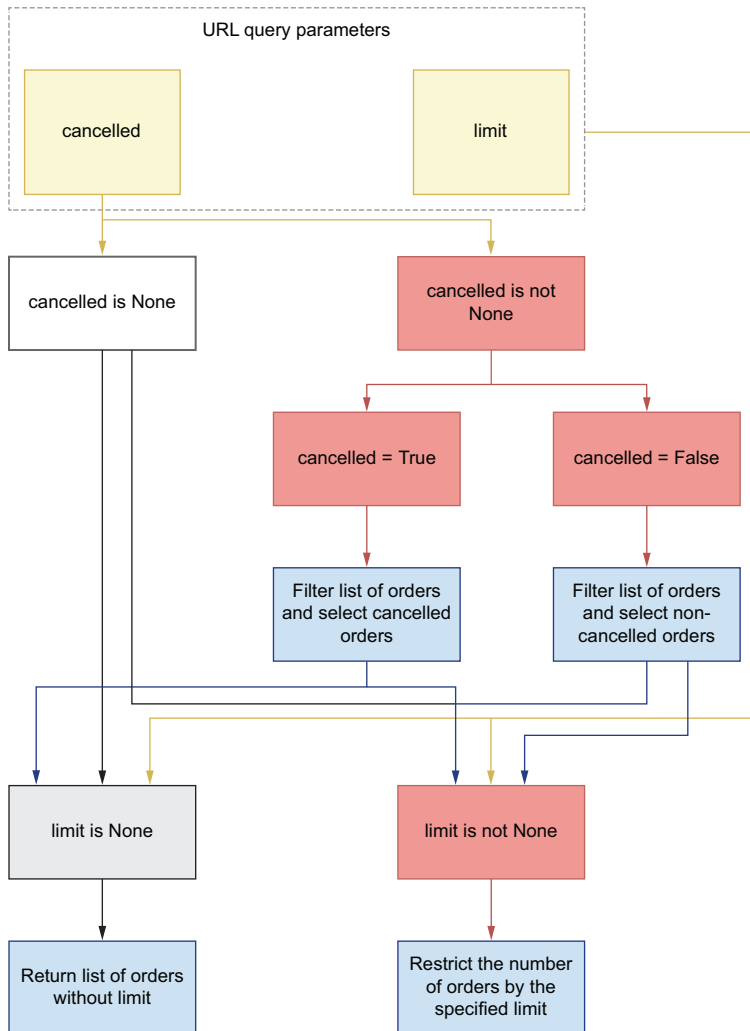 URL query parameters
cancelled
limit
cancelled is None
cancelled is not
None
cancelled = True
cancelled = False
Filter list of orders
and select cancelled
orders
Filter list of orders
and select non-
cancelled orders
limit is None
limit is not None
Return list of orders
without limit
Restrict the number
of orders by the
specified limit